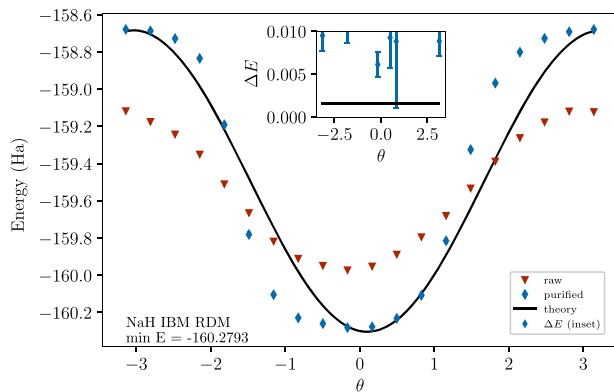 −158.6
−158.8
−159.0
−159.2
−159.4
−159.6
−159.8
−160.0
−160.2
Energy (Ha)
0.010
0.005
0.000
ΔE
−2.5
0.0
2.5
θ
NaH IBM RDM
min E = -160.2793
raw
purified
theory
ΔE (inset)
−3
−2
−1
0
1
2
3
θ